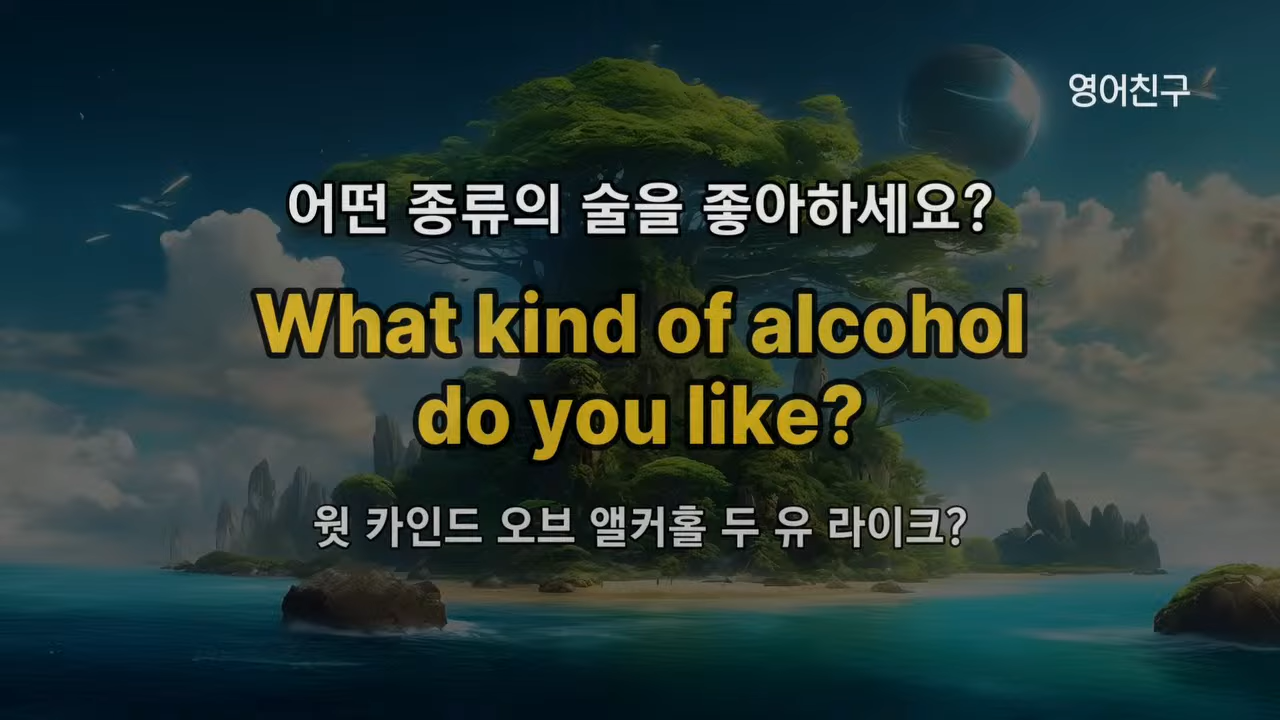 영어친구
어떤 종류의 술을 좋아하세요?
What kind of alcohol
do you like?
웟 카인드 오브 앨커홀 두 유 라이크?